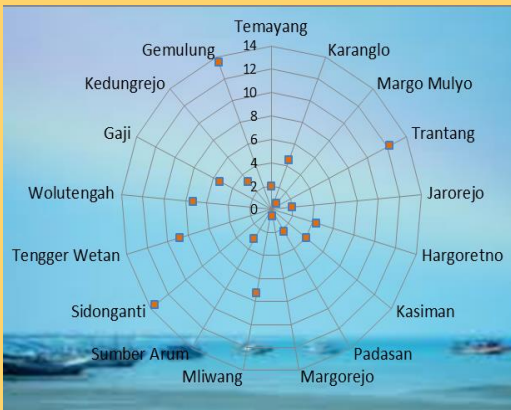 Temayang
Gemulung
14
Karanglo
12
Kedungrejo
Margo Mulyo
10
8
Gaji
Trantang
6
4
Wolutengah
2
Jarorejo
0
Tengger Wetan
Hargoretno
Sidonganti
Kasiman
Sumber Arum
Padasan
Mliwang
Margorejo